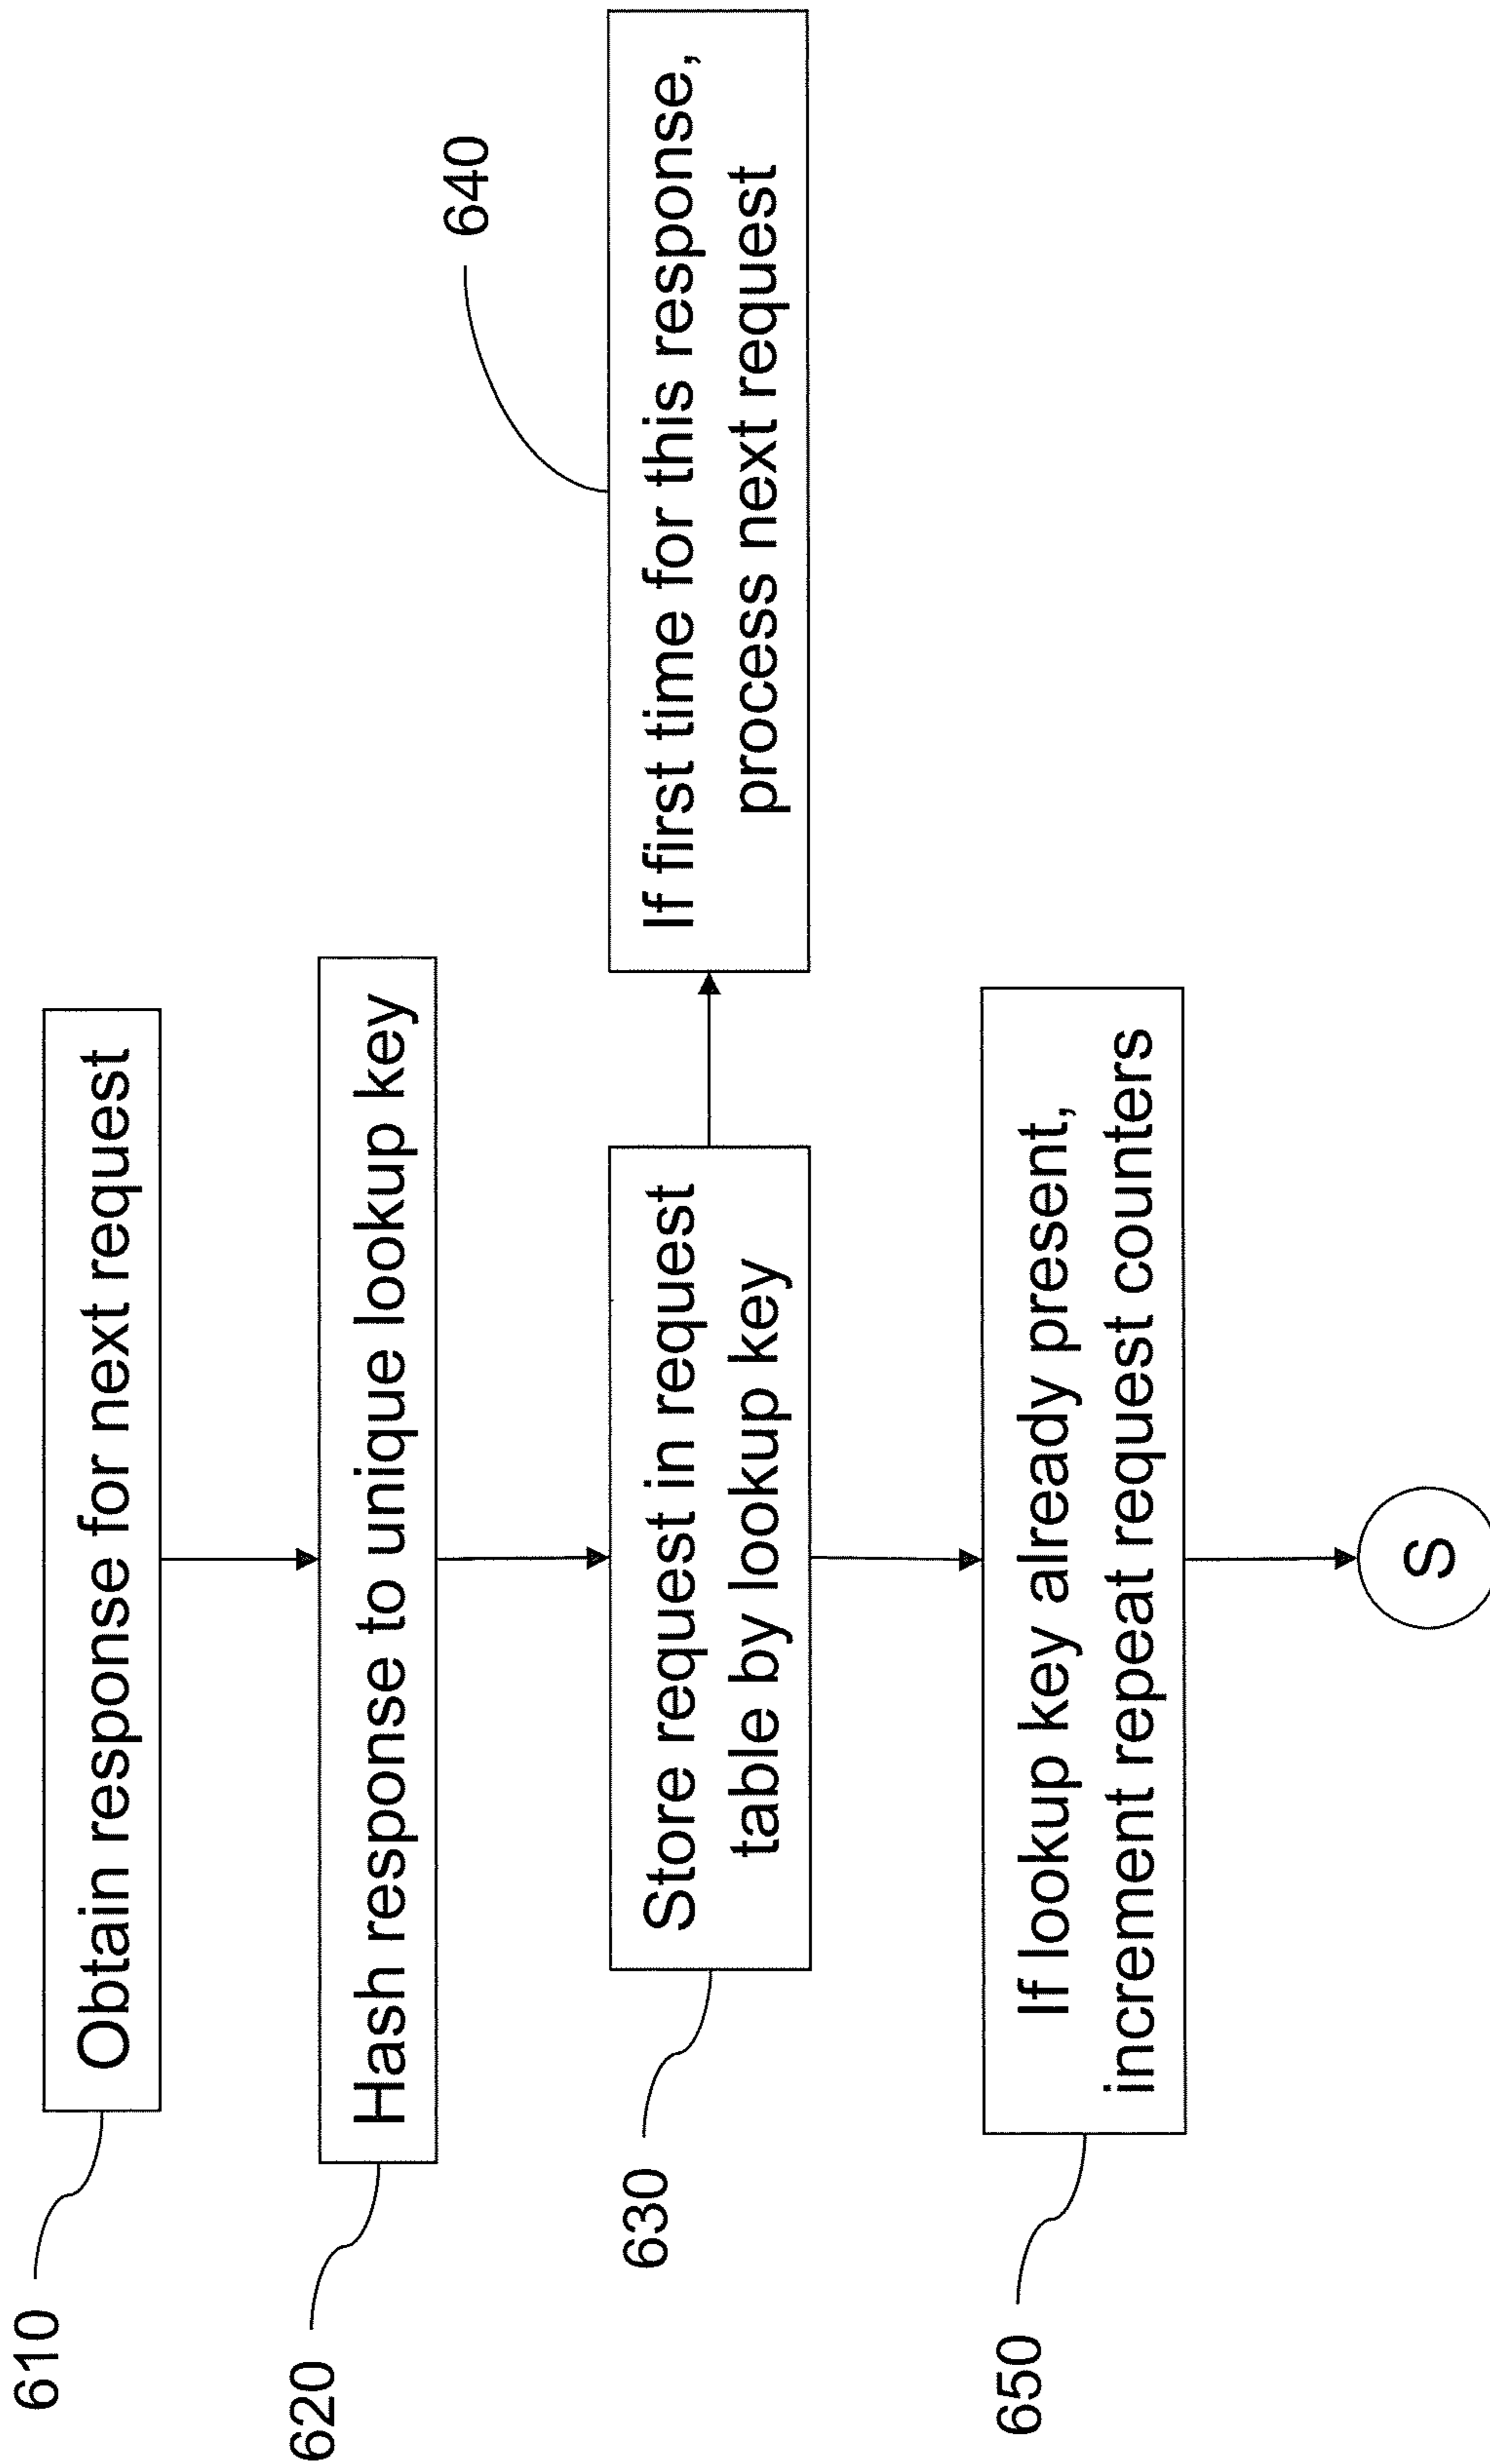 610
Obtain response for next request
620
Hash response to unique lookup key
630
Store request in request
table by lookup key
640
If first time for this response,
process next request
650
If lookup key already present,
increment repeat request counters
S